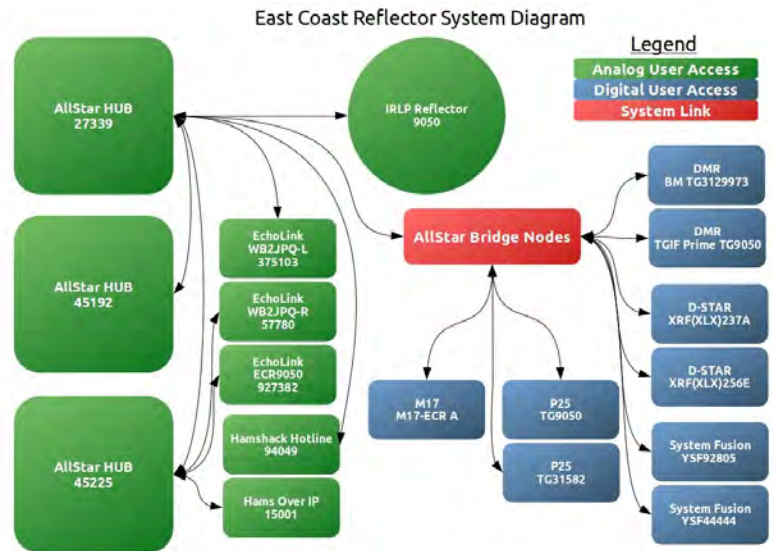 East Coast Reflector System Diagram
Legend
Analog User Access
Digital User Access
System Link
AllStar HUB
27339
IRLP Reflector
9050
AllStar HUB
45192
AllStar HUB
45225
EchoLink
WB2JPQ-L
375103
EchoLink
WB2JPQ-R
57780
EchoLink
ECR9050
927382
Hamshack Hotline
94049
Hams Over IP
15001
AllStar Bridge Nodes
M17
M17-ECR A
P25
TG9050
P25
TG31582
DMR
BM TG3129973
DMR
TGIF Prime TG9050
D-STAR
XRF(XLX)237A
D-STAR
XRF(XLX)256E
System Fusion
YSF92805
System Fusion
YSF44444